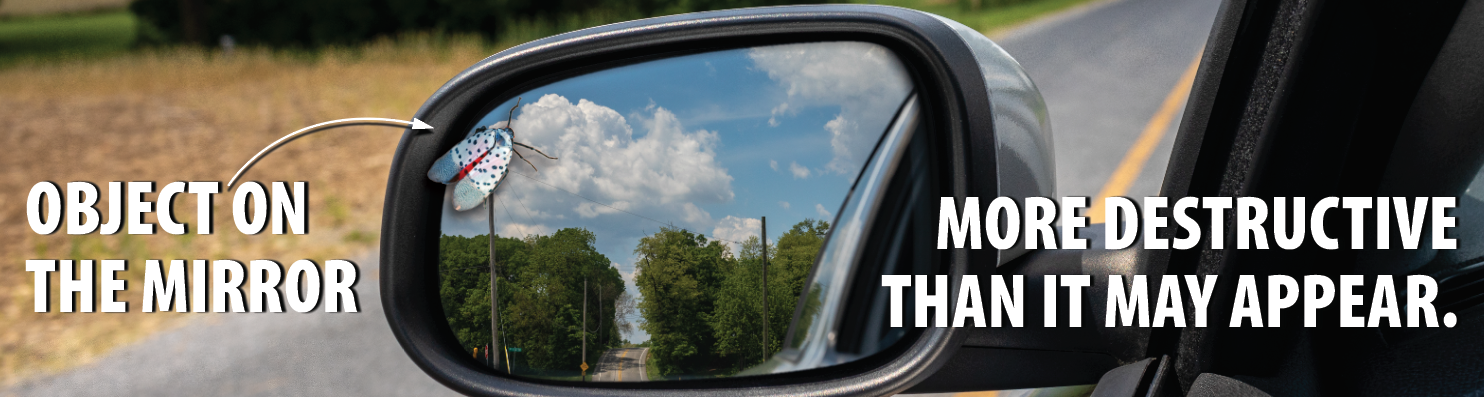 OBJECT ON
THE MIRROR
MORE DESTRUCTIVE
THAN IT MAY APPEAR.